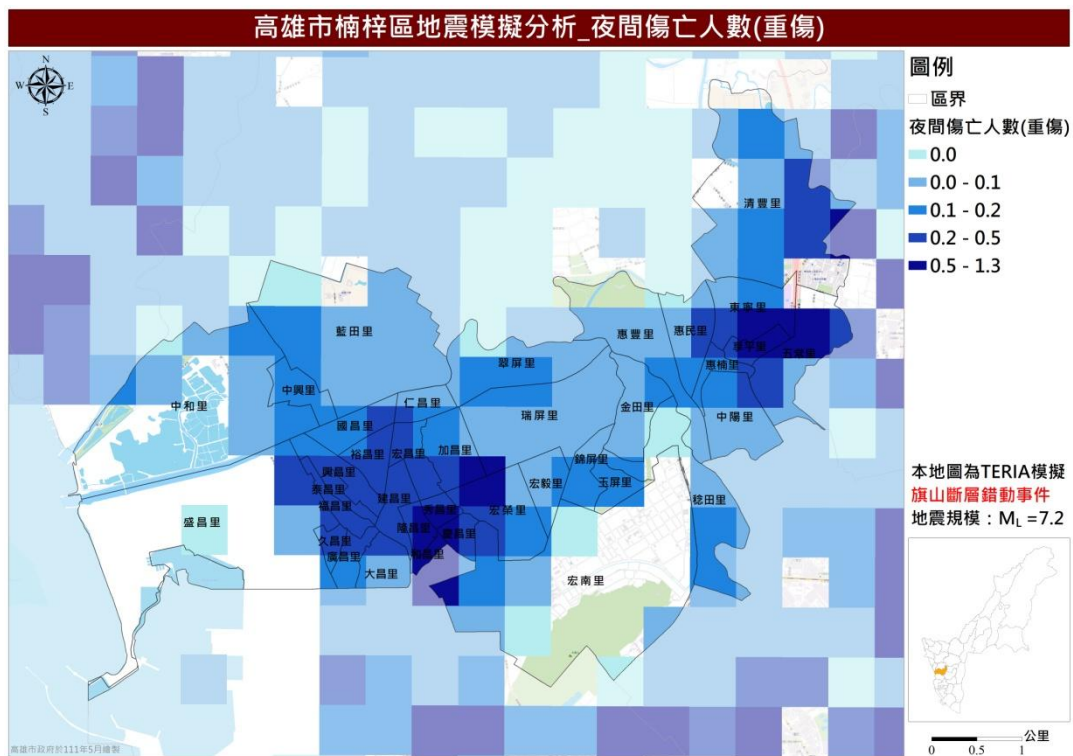 高雄市楠梓區地震模擬分析_夜間傷亡人數(重傷)
N
W
E
S
圖例
區界
夜間傷亡人數(重傷)
0.0
0.0 - 0.1
0.1 - 0.2
0.2 - 0.5
0.5 - 1.3
清豐里
東寧里
惠豐里
惠民里
藍田里
享平里
惠楠里
翠屏里
中興里
仁昌里
中和里
金田里
中陽里
瑞屏里
國昌里
加昌里
裕昌里
宏昌里
錦屏里
興昌里
玉屏里
宏毅里
泰昌里
稔田里
建昌里
福昌里
宏榮里
盛昌里
隆昌里
慶昌里
久昌里
和昌里
廣昌里
大昌里
宏南里
本地圖為TERIA模擬
旗山斷層錯動事件
地震規模：ML =7.2
公里
0 0.5 1
高雄市政府於111年5月繪製